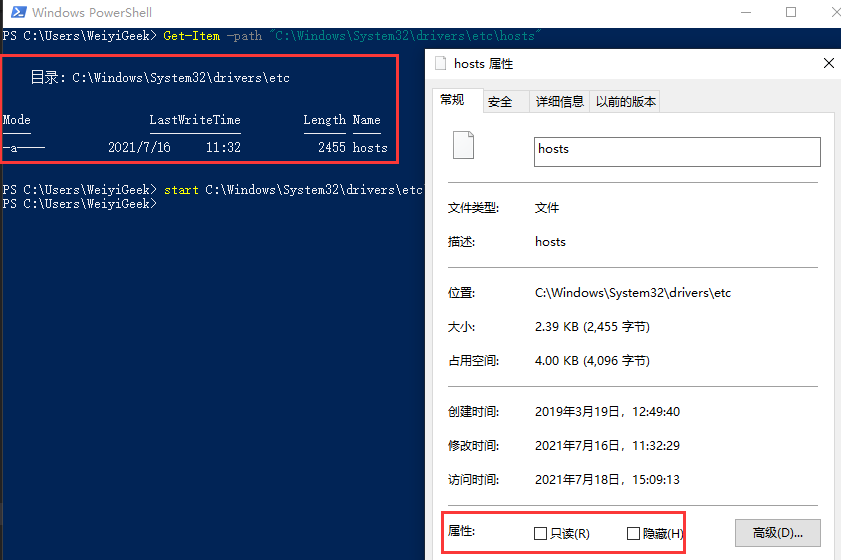 Windows PowerShell
PS C:\Users\WeiyiGeek> Get-Item -path "C:\Windows\System32\drivers\etc\hosts"
目录: C:\Windows\System32\drivers\etc
Mode LastWriteTime Length Name
-a---- 2021/7/16 11:32 2455 hosts
PS C:\Users\WeiyiGeek> start C:\Windows\System32\drivers\etc
PS C:\Users\WeiyiGeek>
hosts 属性
常规 安全 详细信息 以前的版本
hosts
文件类型: 文件
描述: hosts
位置: C:\Windows\System32\drivers\etc
大小: 2.39 KB (2,455 字节)
占用空间: 4.00 KB (4,096 字节)
创建时间: 2019年3月19日，12:49:40
修改时间: 2021年7月16日，11:32:29
访问时间: 2021年7月18日，15:09:13
属性: 只读(R) 隐藏(H) 高级(D)...